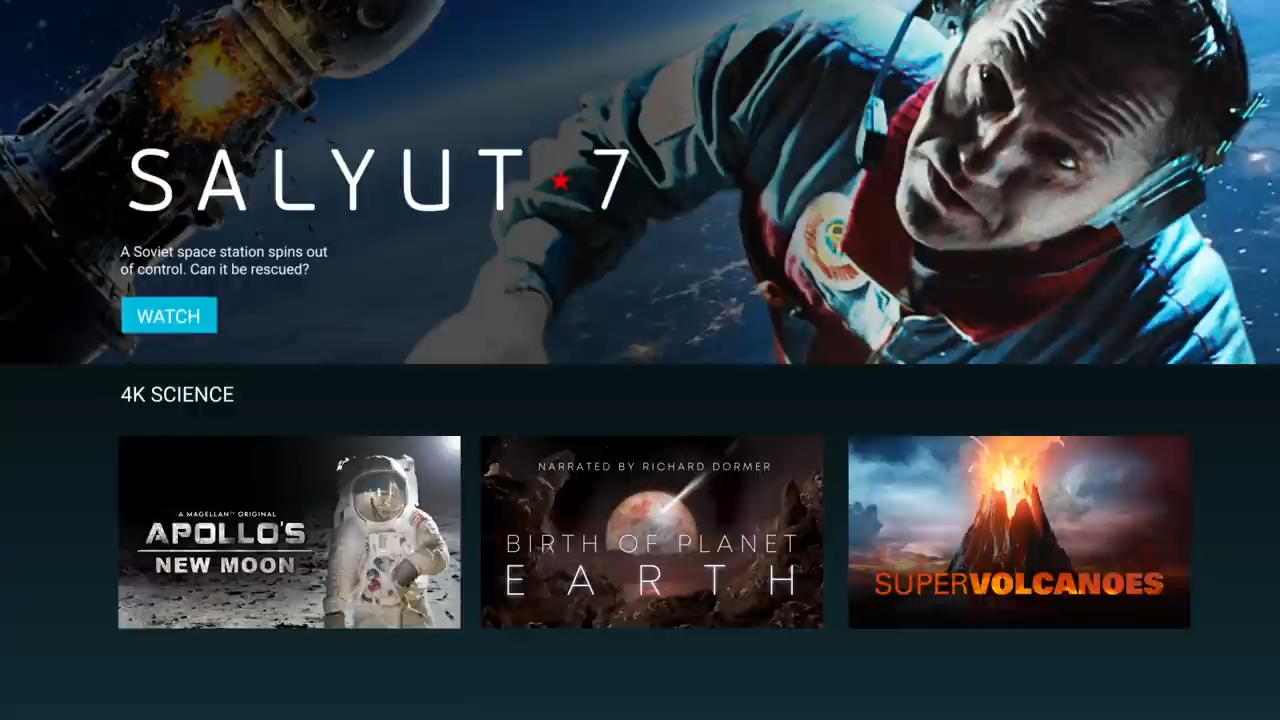 SALYUT 7
A Soviet space station spins out
of control. Can it be rescued?
WATCH
4K SCIENCE
A MAGELLAN™ ORIGINAL
APOLLO'S
NEW MOON
NARRATED BY RICHARD DORMER
BIRTH OF PLANET
EARTH
SUPERVOLCANOES